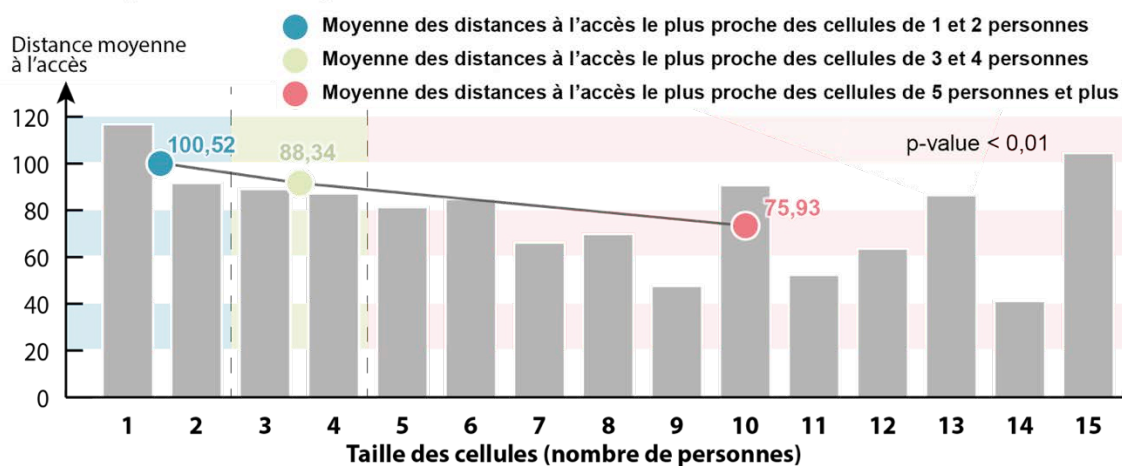 Moyenne des distances à l'accès le plus proche des cellules de 1 et 2 personnes
Moyenne des distances à l'accès le plus proche des cellules de 3 et 4 personnes
Moyenne des distances à l'accès le plus proche des cellules de 5 personnes et plus
Distance moyenne
à l'accès
120
100
80
60
40
20
0
100,52
88,34
75,93
p-value < 0,01
1 2 3 4 5 6 7 8 9 10 11 12 13 14 15
Taille des cellules (nombre de personnes)